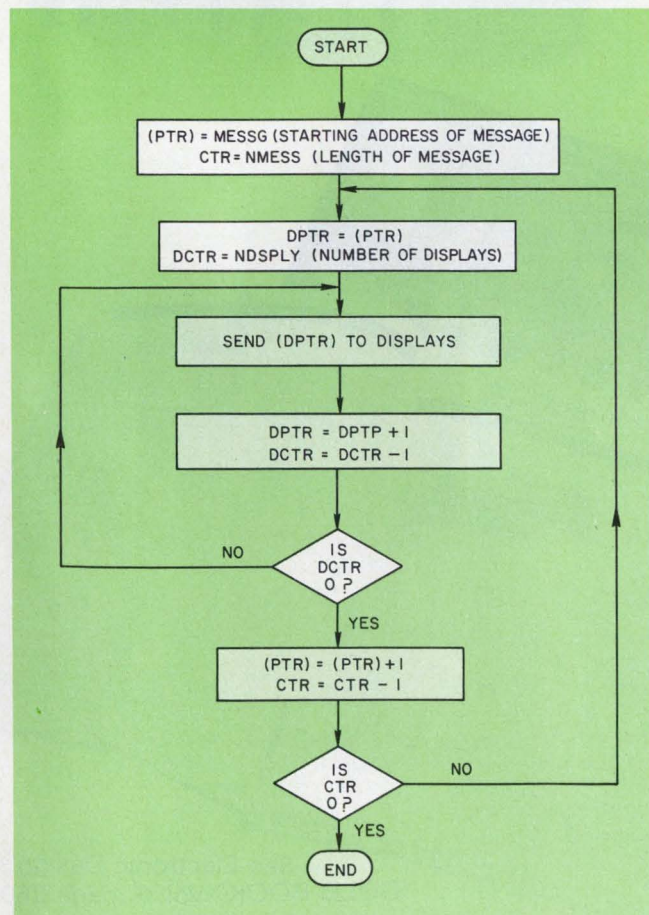 START
(PTR) = MESSG (STARTING ADDRESS OF MESSAGE)
CTR = NMESS (LENGTH OF MESSAGE)
DPTR = (PTR)
DCTR = NDSPLY (NUMBER OF DISPLAYS)
SEND (DPTR) TO DISPLAYS
DPTR = DPTP + 1
DCTR = DCTR - 1
NO
IS
DCTR
0?
YES
(PTR) = (PTR) + 1
CTR = CTR - 1
IS
CTR
0?
NO
YES
END